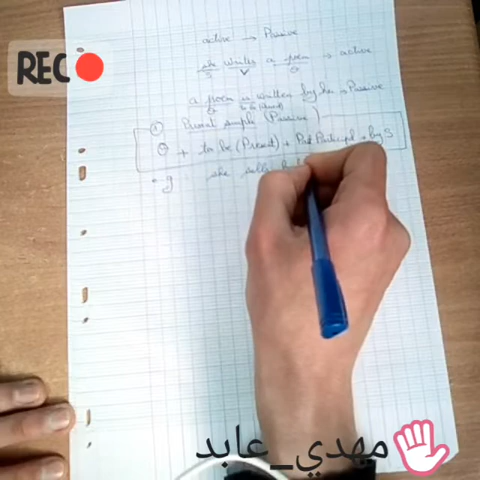 REC
active → Passive
she writes a poem → active
S V O
a poem is written by her → Passive
O to be (Present)
① Present simple (Passive)
O + to be (Present) + Past Participle + by S
e.g she sells
مهدي_عابد